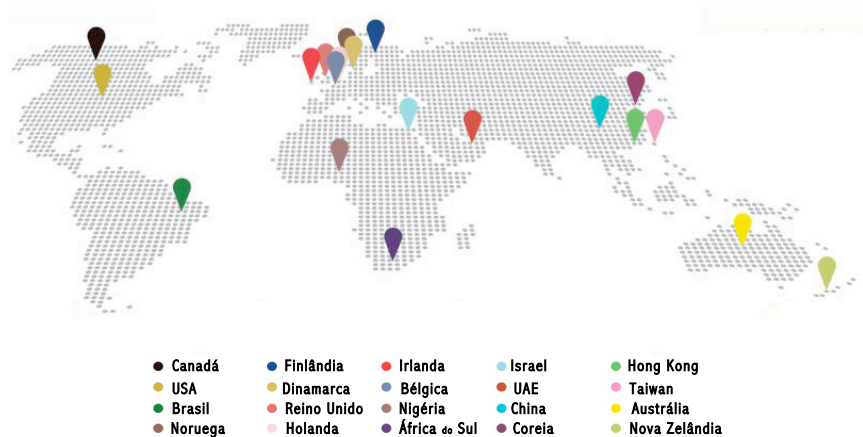 Canadá Finlândia Irlanda Israel Hong Kong
USA Dinamarca Bélgica UAE Taiwan
Brasil Reino Unido Nigéria China Austrália
Noruega Holanda África do Sul Coreia Nova Zelândia